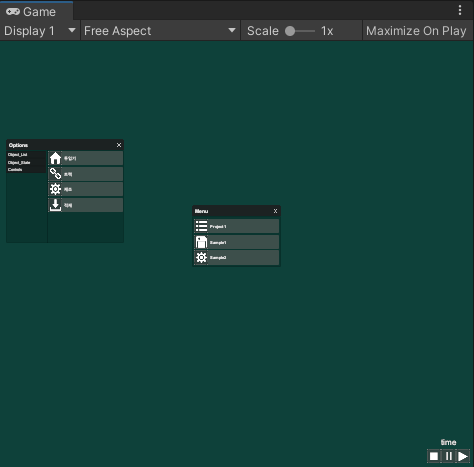 Game
Display 1
Free Aspect
Scale
1x
Maximize On Play
Options
X
Object_List
Object_State
Controls
Menu
X
Project 1
Sample1
Sample2
time